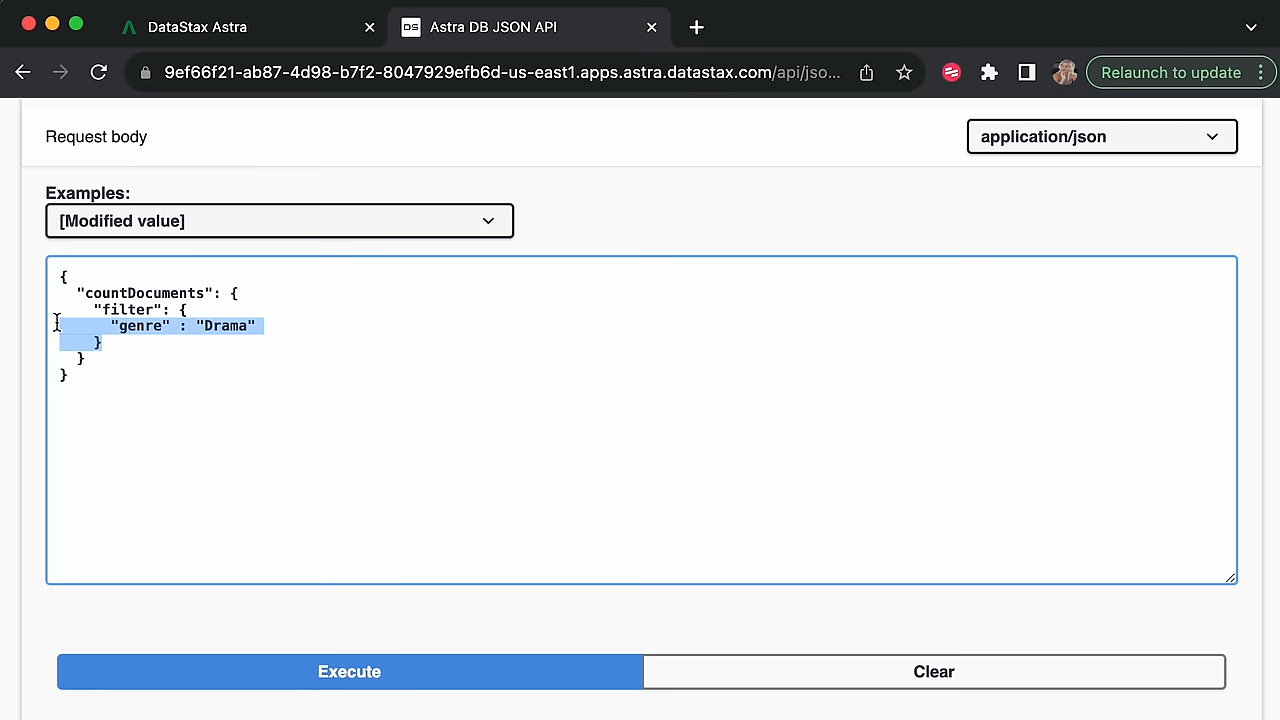 DataStax Astra
DS Astra DB JSON API
9ef66f21-ab87-4d98-b7f2-8047929efb6d-us-east1.apps.astra.datastax.com/api/jso...
Relaunch to update
Request body
application/json
Examples:
[Modified value]
{
  "countDocuments": {
    "filter": {
      "genre" : "Drama"
    }
  }
}
Execute
Clear